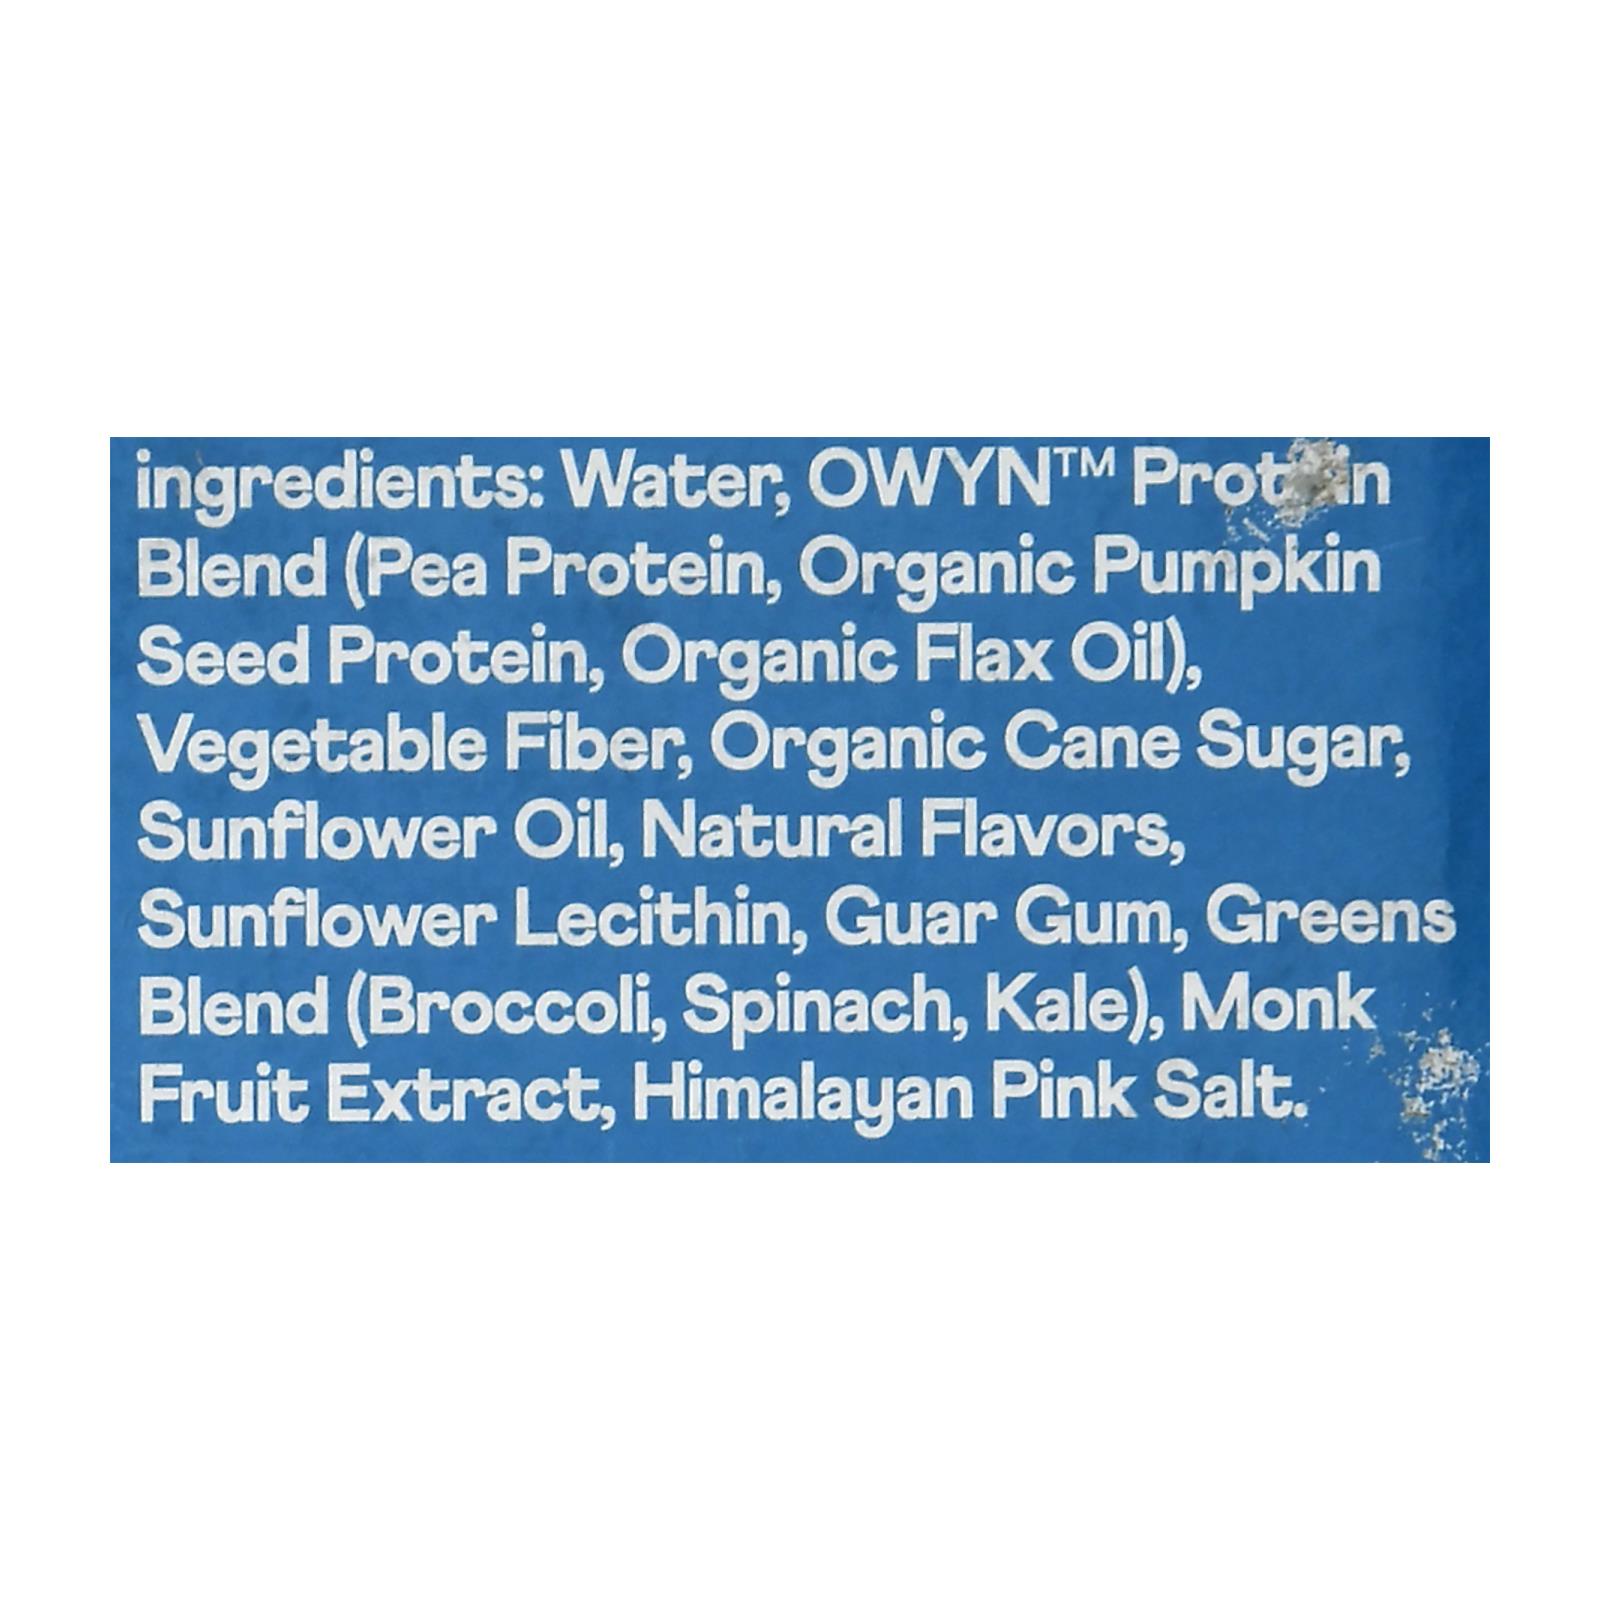 ingredients: Water, OWYN™ Protein
Blend (Pea Protein, Organic Pumpkin
Seed Protein, Organic Flax Oil),
Vegetable Fiber, Organic Cane Sugar,
Sunflower Oil, Natural Flavors,
Sunflower Lecithin, Guar Gum, Greens
Blend (Broccoli, Spinach, Kale), Monk
Fruit Extract, Himalayan Pink Salt.